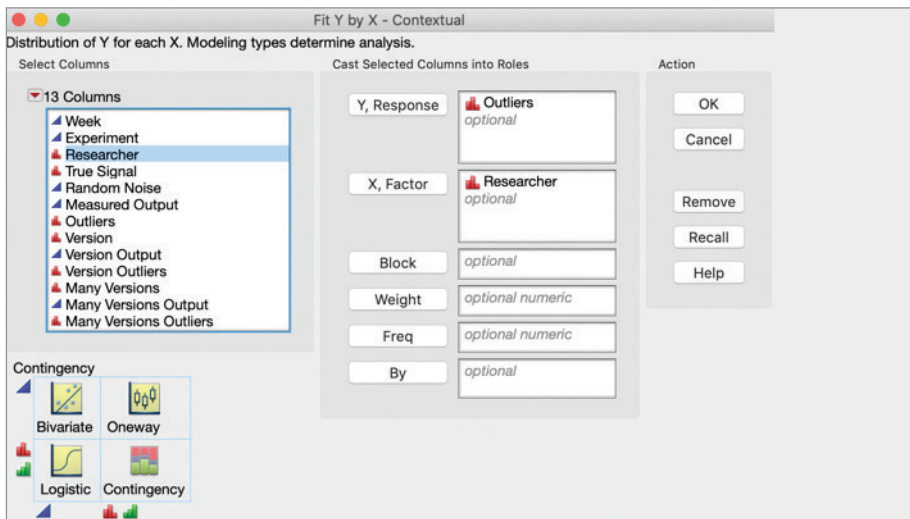 Fit Y by X - Contextual
Distribution of Y for each X. Modeling types determine analysis.
Select Columns
13 Columns
Week
Experiment
Researcher
True Signal
Random Noise
Measured Output
Outliers
Version
Version Output
Version Outliers
Many Versions
Many Versions Output
Many Versions Outliers
Cast Selected Columns into Roles
Y, Response
Outliers
optional
X, Factor
Researcher
optional
Block
optional
Weight
optional numeric
Freq
optional numeric
By
optional
Action
OK
Cancel
Remove
Recall
Help
Contingency
Bivariate
Oneway
Logistic
Contingency